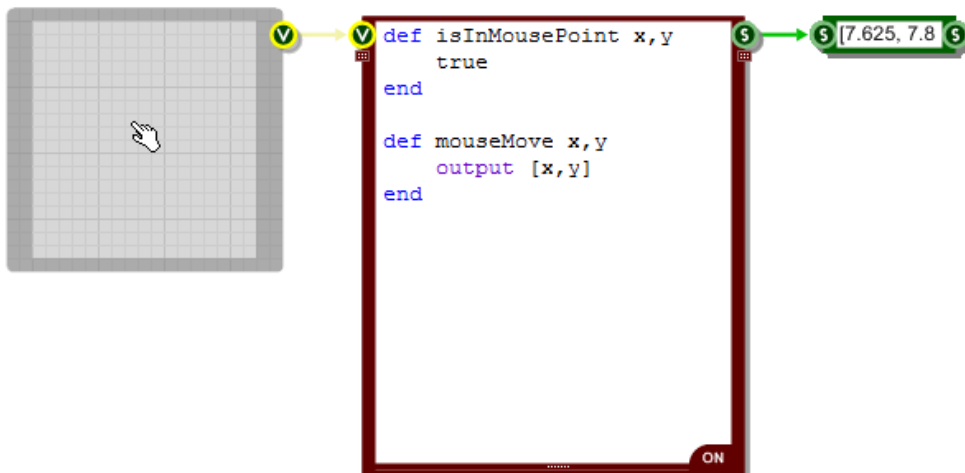 V
V
def isInMousePoint x,y
true
end
def mouseMove x,y
output [x,y]
end
S
S
[7.625, 7.8
S
ON